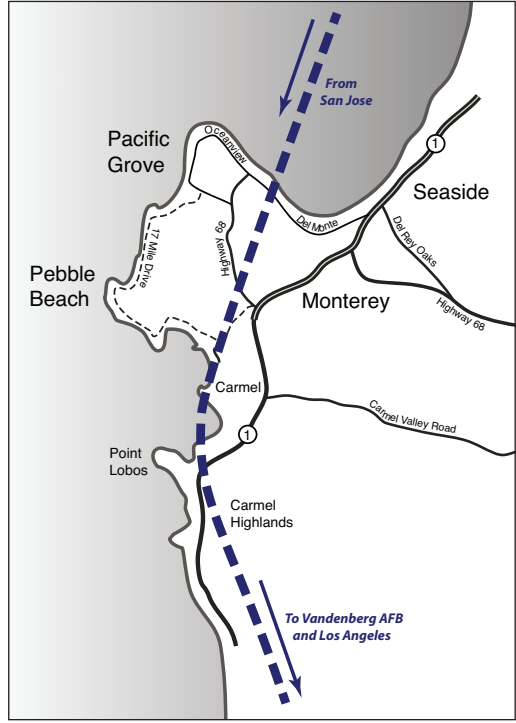 From
San Jose
Pacific
Grove
Oceanview
1
Seaside
Del Monte
Del Rey Oaks
17 Mile Drive
Highway 68
Pebble
Beach
Monterey
Highway 68
Carmel
Carmel Valley Road
1
Point
Lobos
Carmel
Highlands
To Vandenberg AFB
and Los Angeles